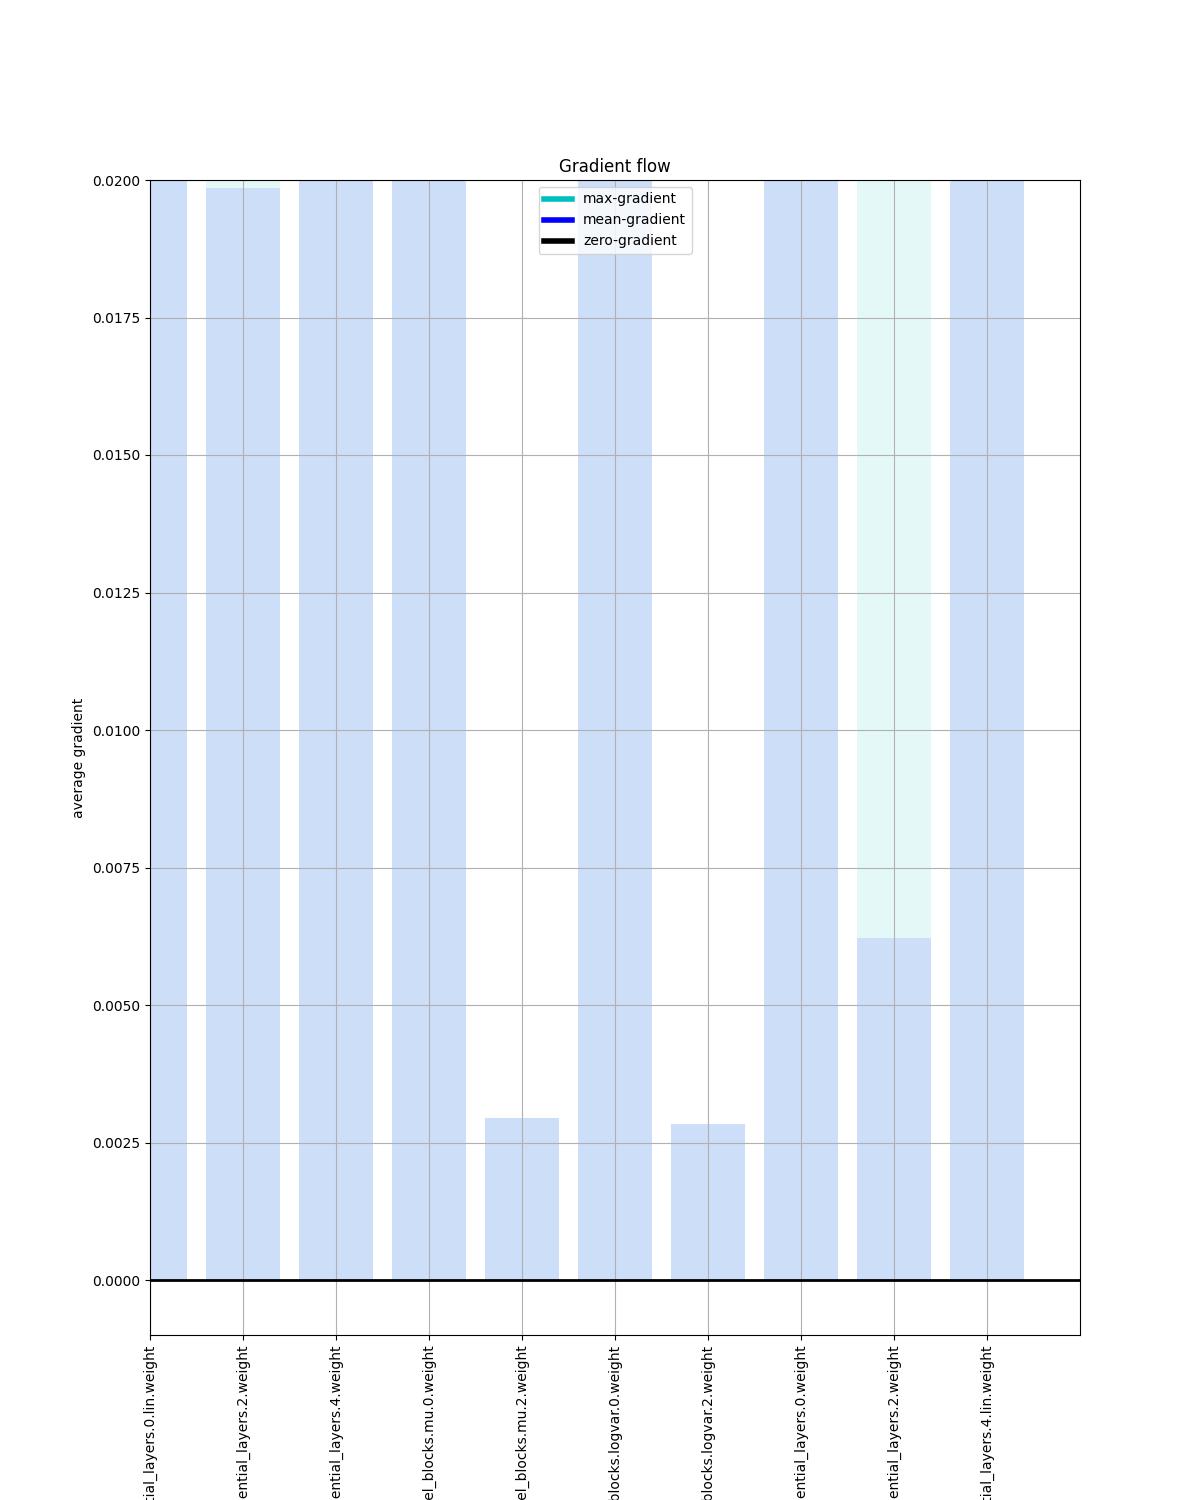 Gradient flow
max-gradient
mean-gradient
zero-gradient
0.0200
0.0175
0.0150
0.0125
0.0100
0.0075
0.0050
0.0025
0.0000
average gradient
tial_layers.0.lin.weight
ential_layers.2.weight
ential_layers.4.weight
el_blocks.mu.0.weight
el_blocks.mu.2.weight
blocks.logvar.0.weight
blocks.logvar.2.weight
ential_layers.0.weight
ential_layers.2.weight
tial_layers.4.lin.weight